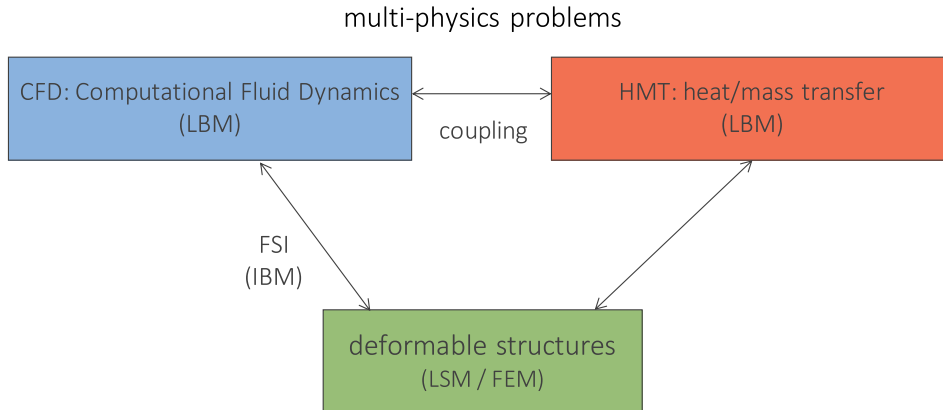 multi-physics problems
CFD: Computational Fluid Dynamics
(LBM)
HMT: heat/mass transfer
(LBM)
coupling
FSI
(IBM)
deformable structures
(LSM / FEM)